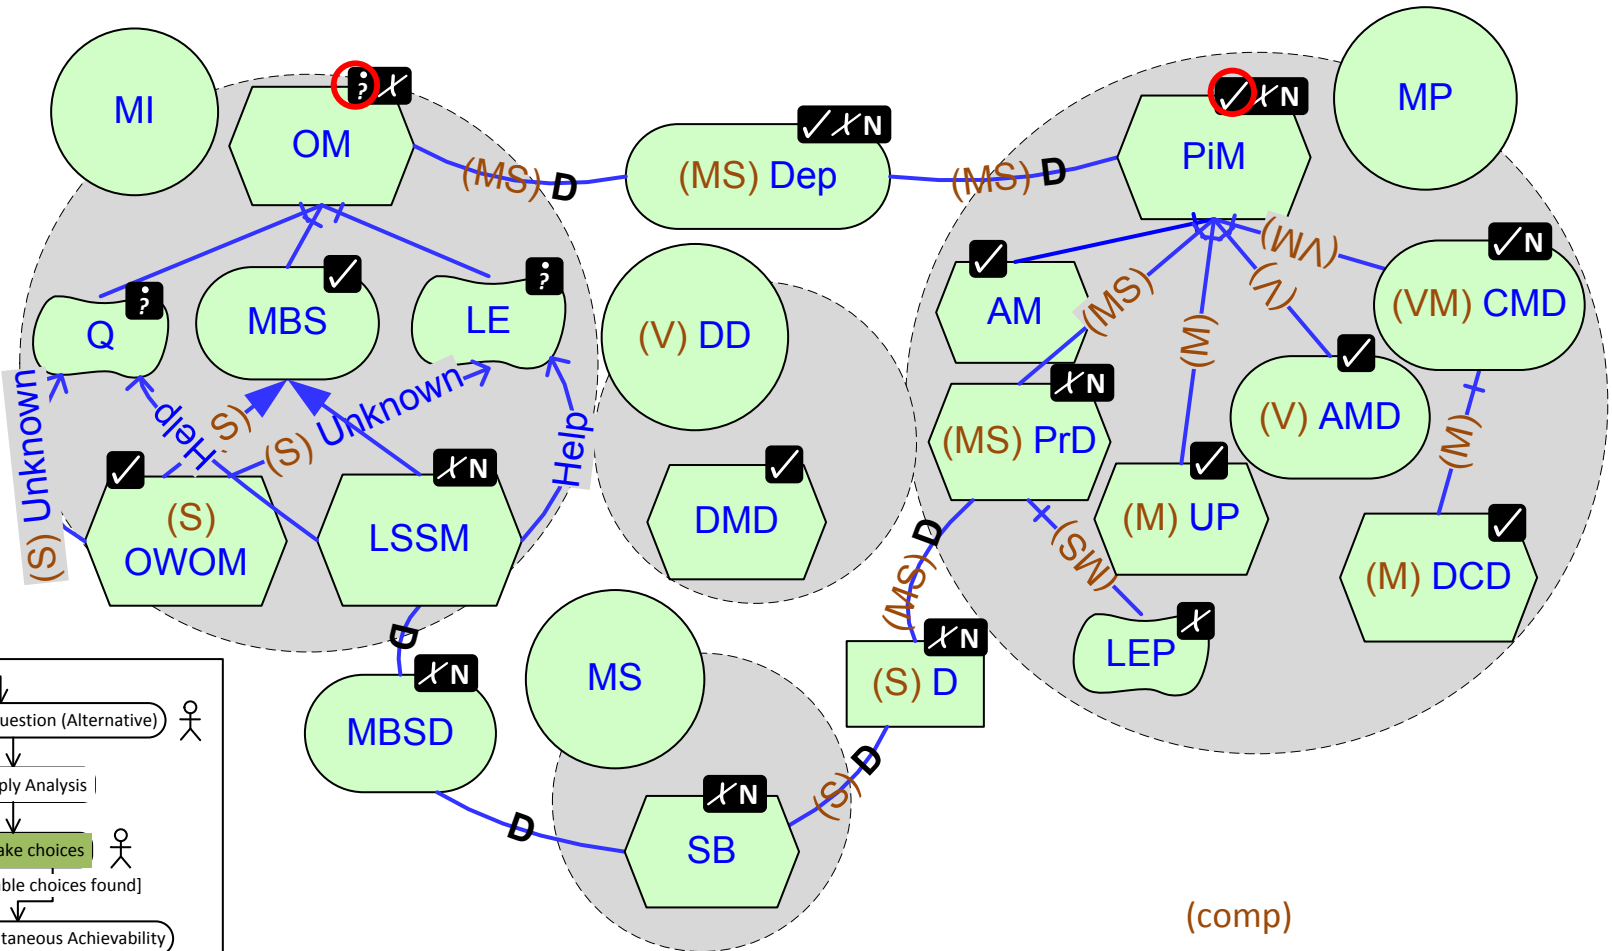 MI
OM
? X
(MS) D
(MS) Dep
✓ X N
(MS) D
PiM
✓ X N
MP
Q
?
MBS
✓
LE
?
(V) DD
AM
✓
(MS)
(M)
(V)
(VM)
(VM) CMD
✓ N
(S) Unknown
Help
(S)
(S) Unknown
Help
(MS) PrD
X N
(V) AMD
✓
(M)
✓
(S)
OWOM
LSSM
X N
DMD
✓
(M) UP
✓
(M) DCD
✓
(MS) D
(MS)
D
MBSD
X N
MS
(S) D
X N
LEP
X
D
SB
X N
(S) D
uestion (Alternative)
ply Analysis
ake choices
ble choices found]
taneous Achievability
(comp)